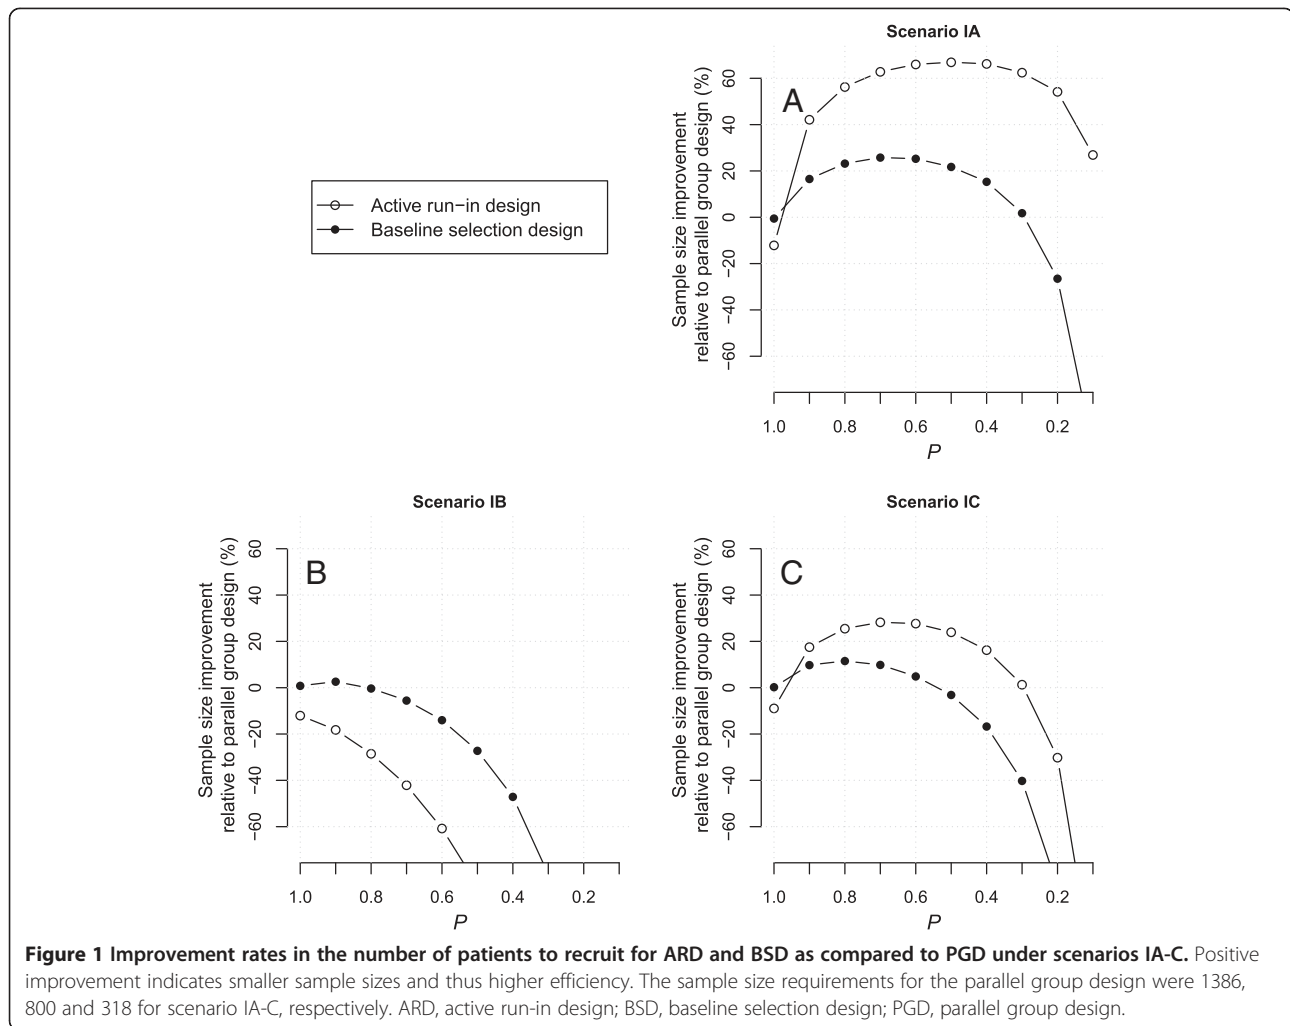 Scenario IA
A
Sample size improvement
relative to parallel group design (%)
60
40
20
0
−20
−40
−60
1.0 0.8 0.6 0.4 0.2
P
Active run−in design
Baseline selection design
Scenario IB
B
Sample size improvement
relative to parallel group design (%)
60
40
20
0
−20
−40
−60
1.0 0.8 0.6 0.4 0.2
P
Scenario IC
C
Sample size improvement
relative to parallel group design (%)
60
40
20
0
−20
−40
−60
1.0 0.8 0.6 0.4 0.2
P
Figure 1 Improvement rates in the number of patients to recruit for ARD and BSD as compared to PGD under scenarios IA-C. Positive
improvement indicates smaller sample sizes and thus higher efficiency. The sample size requirements for the parallel group design were 1386,
800 and 318 for scenario IA-C, respectively. ARD, active run-in design; BSD, baseline selection design; PGD, parallel group design.